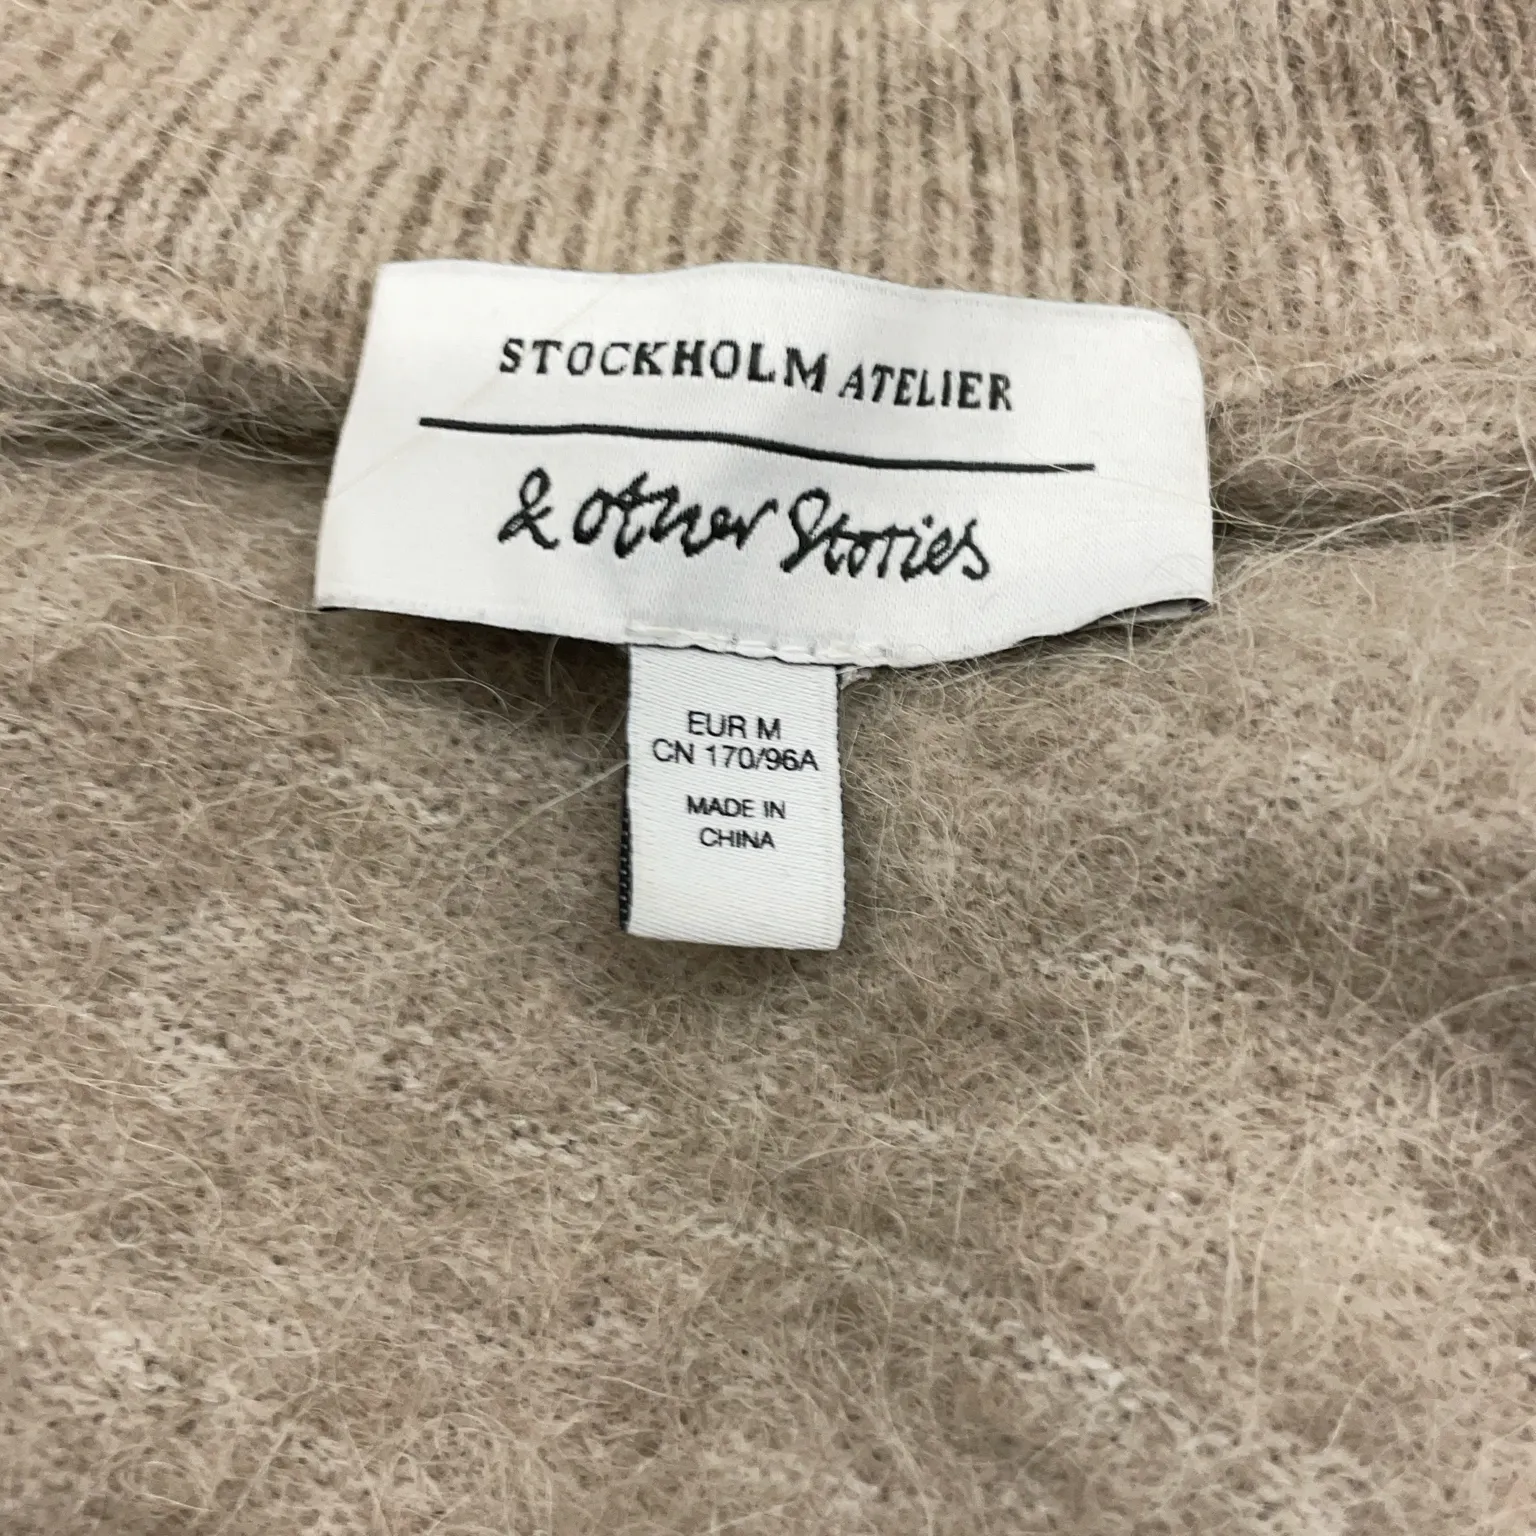 STOCKHOLM ATELIER
& other Stories
EUR M
CN 170/96A
MADE IN
CHINA